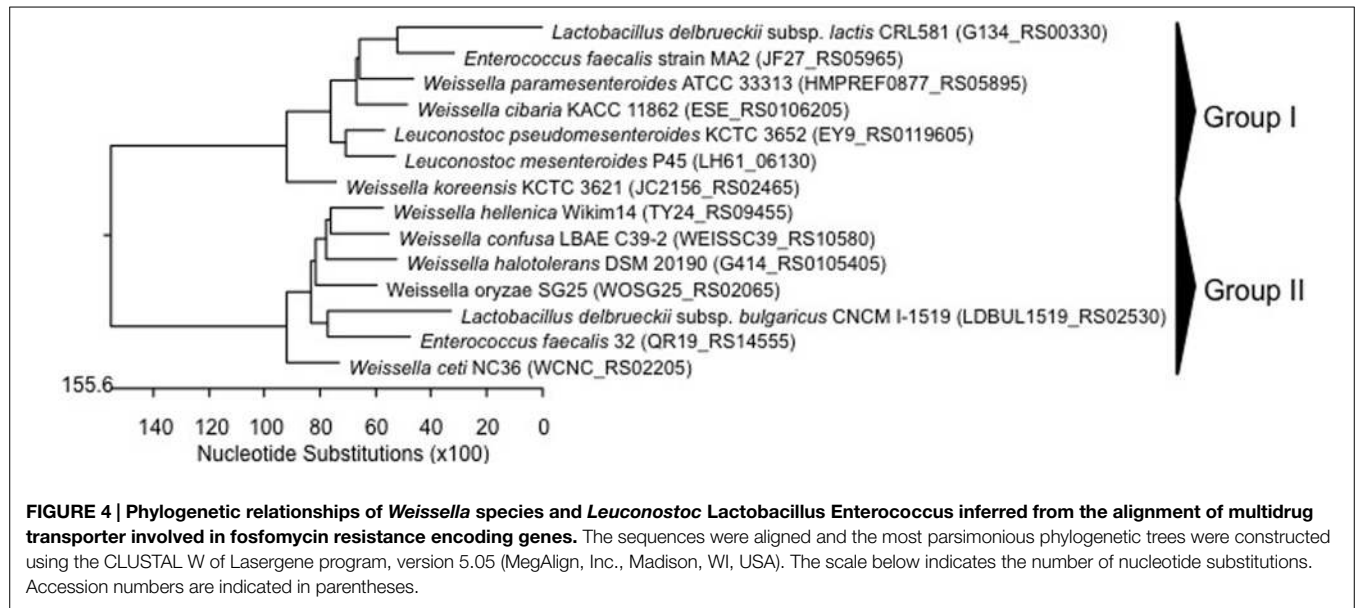 Lactobacillus delbrueckii subsp. lactis CRL581 (G134_RS00330)
Enterococcus faecalis strain MA2 (JF27_RS05965)
Weissella paramesenteroides ATCC 33313 (HMPREF0877_RS05895)
Weissella cibaria KACC 11862 (ESE_RS0106205)
Group I
Leuconostoc pseudomesenteroides KCTC 3652 (EY9_RS0119605)
Leuconostoc mesenteroides P45 (LH61_06130)
Weissella koreensis KCTC 3621 (JC2156_RS02465)
Weissella hellenica Wikim14 (TY24_RS09455)
Weissella confusa LBAE C39-2 (WEISSC39_RS10580)
Weissella halotolerans DSM 20190 (G414_RS0105405)
Weissella oryzae SG25 (WOSG25_RS02065)
Group II
Lactobacillus delbrueckii subsp. bulgaricus CNCM I-1519 (LDBUL1519_RS02530)
Enterococcus faecalis 32 (QR19_RS14555)
Weissella ceti NC36 (WCNC_RS02205)
155.6
140 120 100 80 60 40 20 0
Nucleotide Substitutions (x100)
FIGURE 4 | Phylogenetic relationships of Weissella species and Leuconostoc Lactobacillus Enterococcus inferred from the alignment of multidrug
transporter involved in fosfomycin resistance encoding genes. The sequences were aligned and the most parsimonious phylogenetic trees were constructed
using the CLUSTAL W of Lasergene program, version 5.05 (MegAlign, Inc., Madison, WI, USA). The scale below indicates the number of nucleotide substitutions.
Accession numbers are indicated in parentheses.